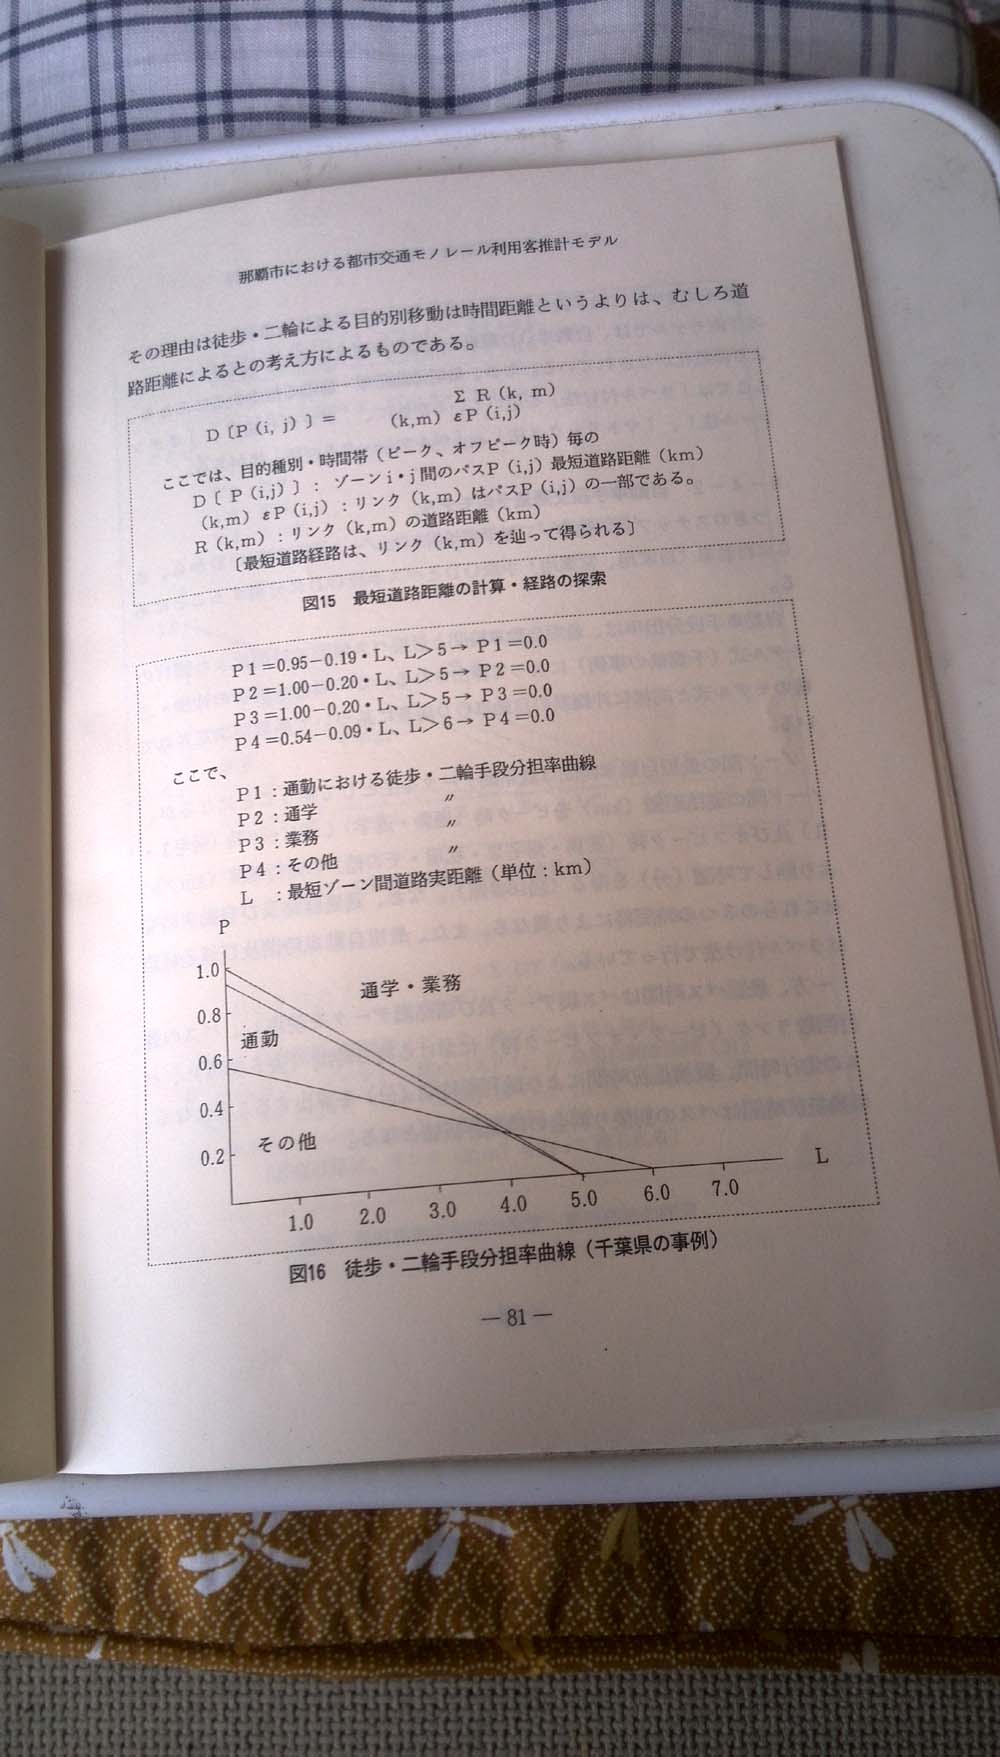 那覇市における都市交通モノレール利用客推計モデル
その理由は徒歩・二輪による目的別移動は時間距離というよりは、むしろ道
路距離によるとの考え方によるものである。
Σ R (k, m)
D〔P (i, j)〕= (k,m) εP (i,j)
ここでは、目的種別・時間帯（ピーク、オフピーク時）毎の
D〔 P (i,j)〕: ゾーンi・j間のパスP (i,j) 最短道路距離（km）
(k,m) εP (i,j) : リンク (k,m) はパスP (i,j) の一部である。
R (k,m) : リンク (k,m) の道路距離（km）
〔最短道路経路は、リンク (k,m) を辿って得られる〕
図15 最短道路距離の計算・経路の探索
P1=0.95−0.19・L、L>5→ P1=0.0
P2=1.00−0.20・L、L>5→ P2=0.0
P3=1.00−0.20・L、L>5→ P3=0.0
P4=0.54−0.09・L、L>6→ P4=0.0
ここで、
P1：通勤における徒歩・二輪手段分担率曲線
P2：通学 〃
P3：業務 〃
P4：その他 〃
L ：最短ゾーン間道路実距離（単位：km）
P
1.0
通学・業務
0.8
通勤
0.6
0.4
その他
0.2
L
1.0 2.0 3.0 4.0 5.0 6.0 7.0
図16 徒歩・二輪手段分担率曲線（千葉県の事例）
— 81 —